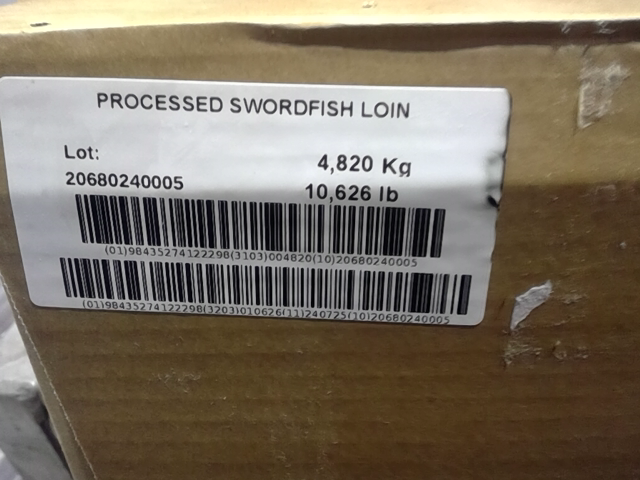 PROCESSED SWORDFISH LOIN
Lot:
4,820 Kg
20680240005
10,626 lb
(01)98435274122298(3103)004820(10)20680240005
(01)98435274122298(3203)010626(11)240725(10)20680240005